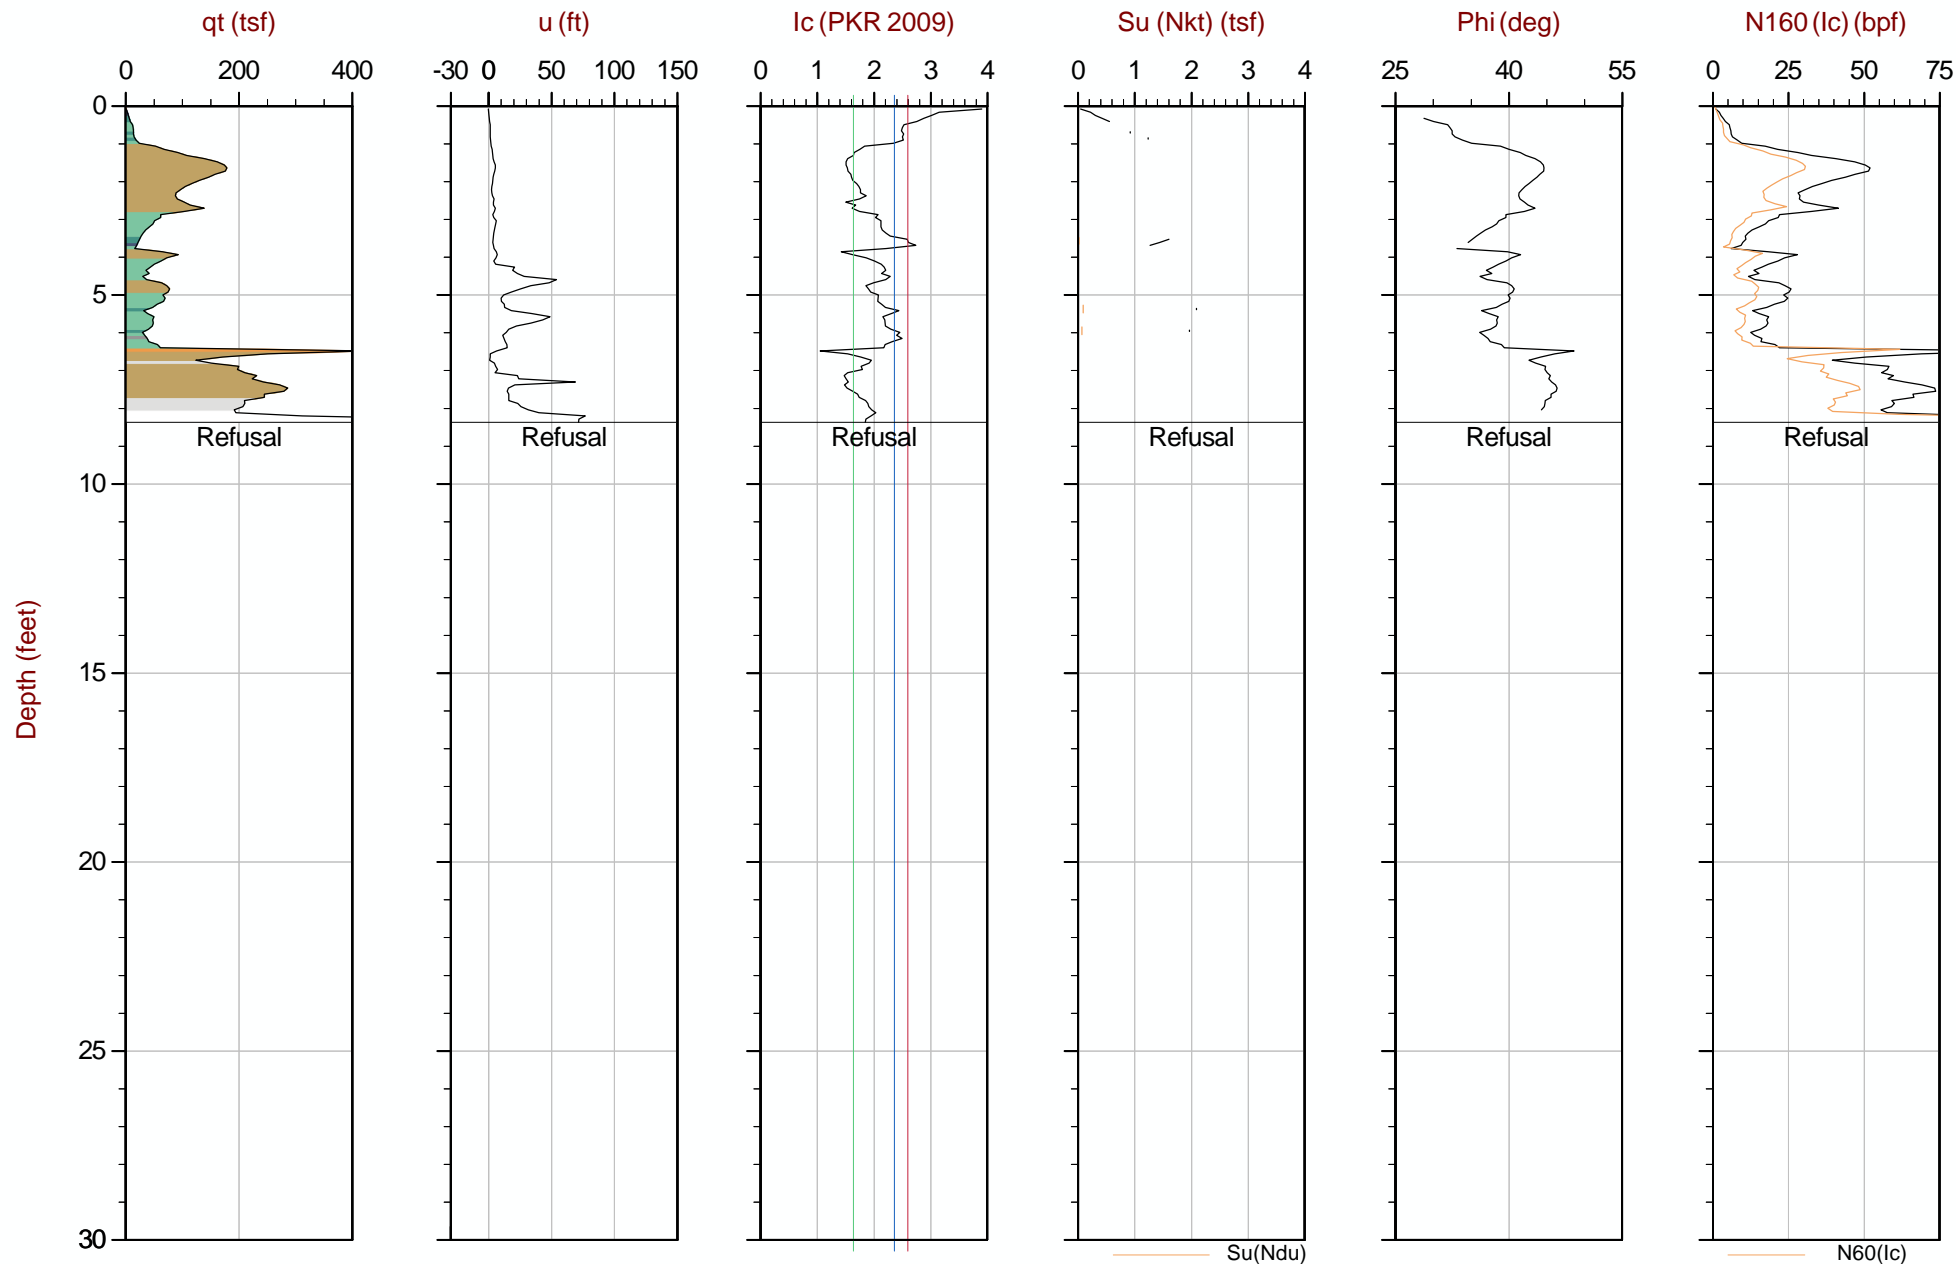 qt (tsf) u (ft) Ic (PKR 2009) Su (Nkt) (tsf) Phi (deg) N160 (Ic) (bpf)
0 200 400 -30 0 50 100 150 0 1 2 3 4 0 1 2 3 4 25 40 55 0 25 50 75
0
5
Refusal Refusal Refusal Refusal Refusal Refusal
10
15
Depth (feet)
20
25
30
Su(Ndu) N60(Ic)